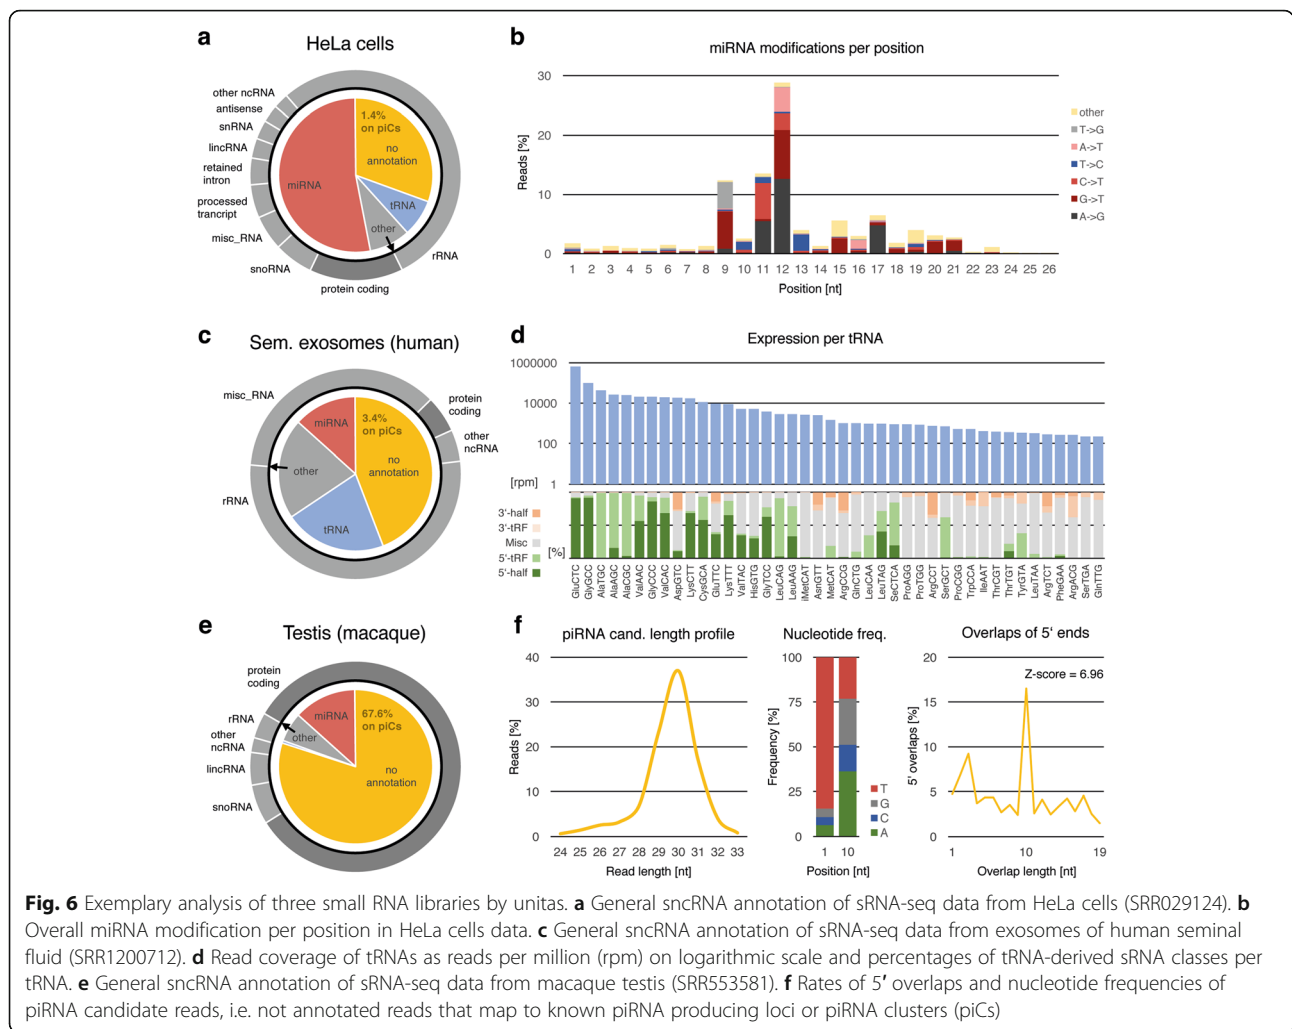 a
HeLa cells
other ncRNA
antisense
snRNA
lincRNA
retained
intron
processed
trancript
misc_RNA
snoRNA
protein coding
rRNA
1.4%
on piCs
no
annotation
miRNA
tRNA
other
b
miRNA modifications per position
Reads [%]
30
20
10
0
1 2 3 4 5 6 7 8 9 10 11 12 13 14 15 16 17 18 19 20 21 22 23 24 25 26
Position [nt]
other
T->G
A->T
T->C
C->T
G->T
A->G
c
Sem. exosomes (human)
misc_RNA
protein
coding
other
ncRNA
rRNA
miRNA
3.4%
on piCs
no
annotation
other
tRNA
d
Expression per tRNA
1000000
10000
100
1
[rpm]
3'-half
3'-tRF
Misc
5'-tRF
5'-half
[%]
GluCTC GlyGCC AlaTGC AlaAGC AlaCGC ValAAC GlyCCC ValCAC AspGTC LysCTT CysGCA GluTTC LysTTT ValTAC HisGTG GlyTCC LeuCAG LeuAAG iMetCAT AsnGTT MetCAT ArgCCG GlnCTG LeuCAA LeuTAG SeCTCA ProAGG ProTGG ArgCCT SerGCT ProCGG TrpCCA IleAAT ThrCGT ThrTGT TyrGTA LeuTAA ArgTCT PheGAA ArgACG SerTGA GlnTTG
e
Testis (macaque)
protein
coding
rRNA
other
ncRNA
lincRNA
snoRNA
miRNA
other
67.6%
on piCs
no
annotation
f
piRNA cand. length profile
Reads [%]
40
30
20
10
0
24 25 26 27 28 29 30 31 32 33
Read length [nt]
Nucleotide freq.
Frequency [%]
100
75
50
25
0
1 10
Position [nt]
T
G
C
A
Overlaps of 5' ends
Z-score = 6.96
5' overlaps [%]
20
15
10
5
0
1 10 19
Overlap length [nt]
Fig. 6 Exemplary analysis of three small RNA libraries by unitas. a General sncRNA annotation of sRNA-seq data from HeLa cells (SRR029124). b
Overall miRNA modification per position in HeLa cells data. c General sncRNA annotation of sRNA-seq data from exosomes of human seminal
fluid (SRR1200712). d Read coverage of tRNAs as reads per million (rpm) on logarithmic scale and percentages of tRNA-derived sRNA classes per
tRNA. e General sncRNA annotation of sRNA-seq data from macaque testis (SRR553581). f Rates of 5′ overlaps and nucleotide frequencies of
piRNA candidate reads, i.e. not annotated reads that map to known piRNA producing loci or piRNA clusters (piCs)